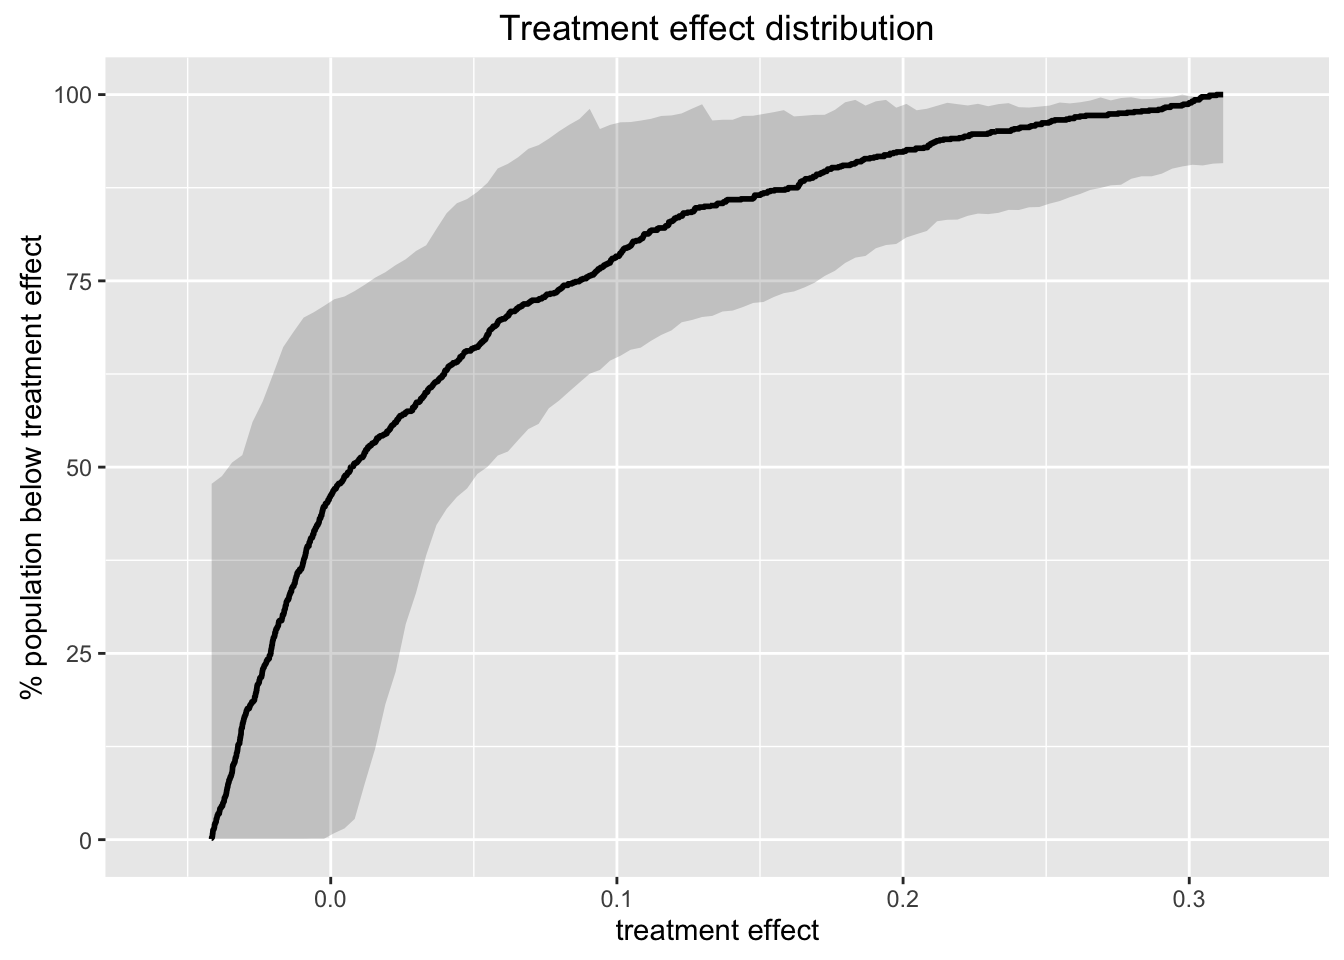 Treatment effect distribution
% population below treatment effect
100
75
50
25
0
0.0 0.1 0.2 0.3
treatment effect